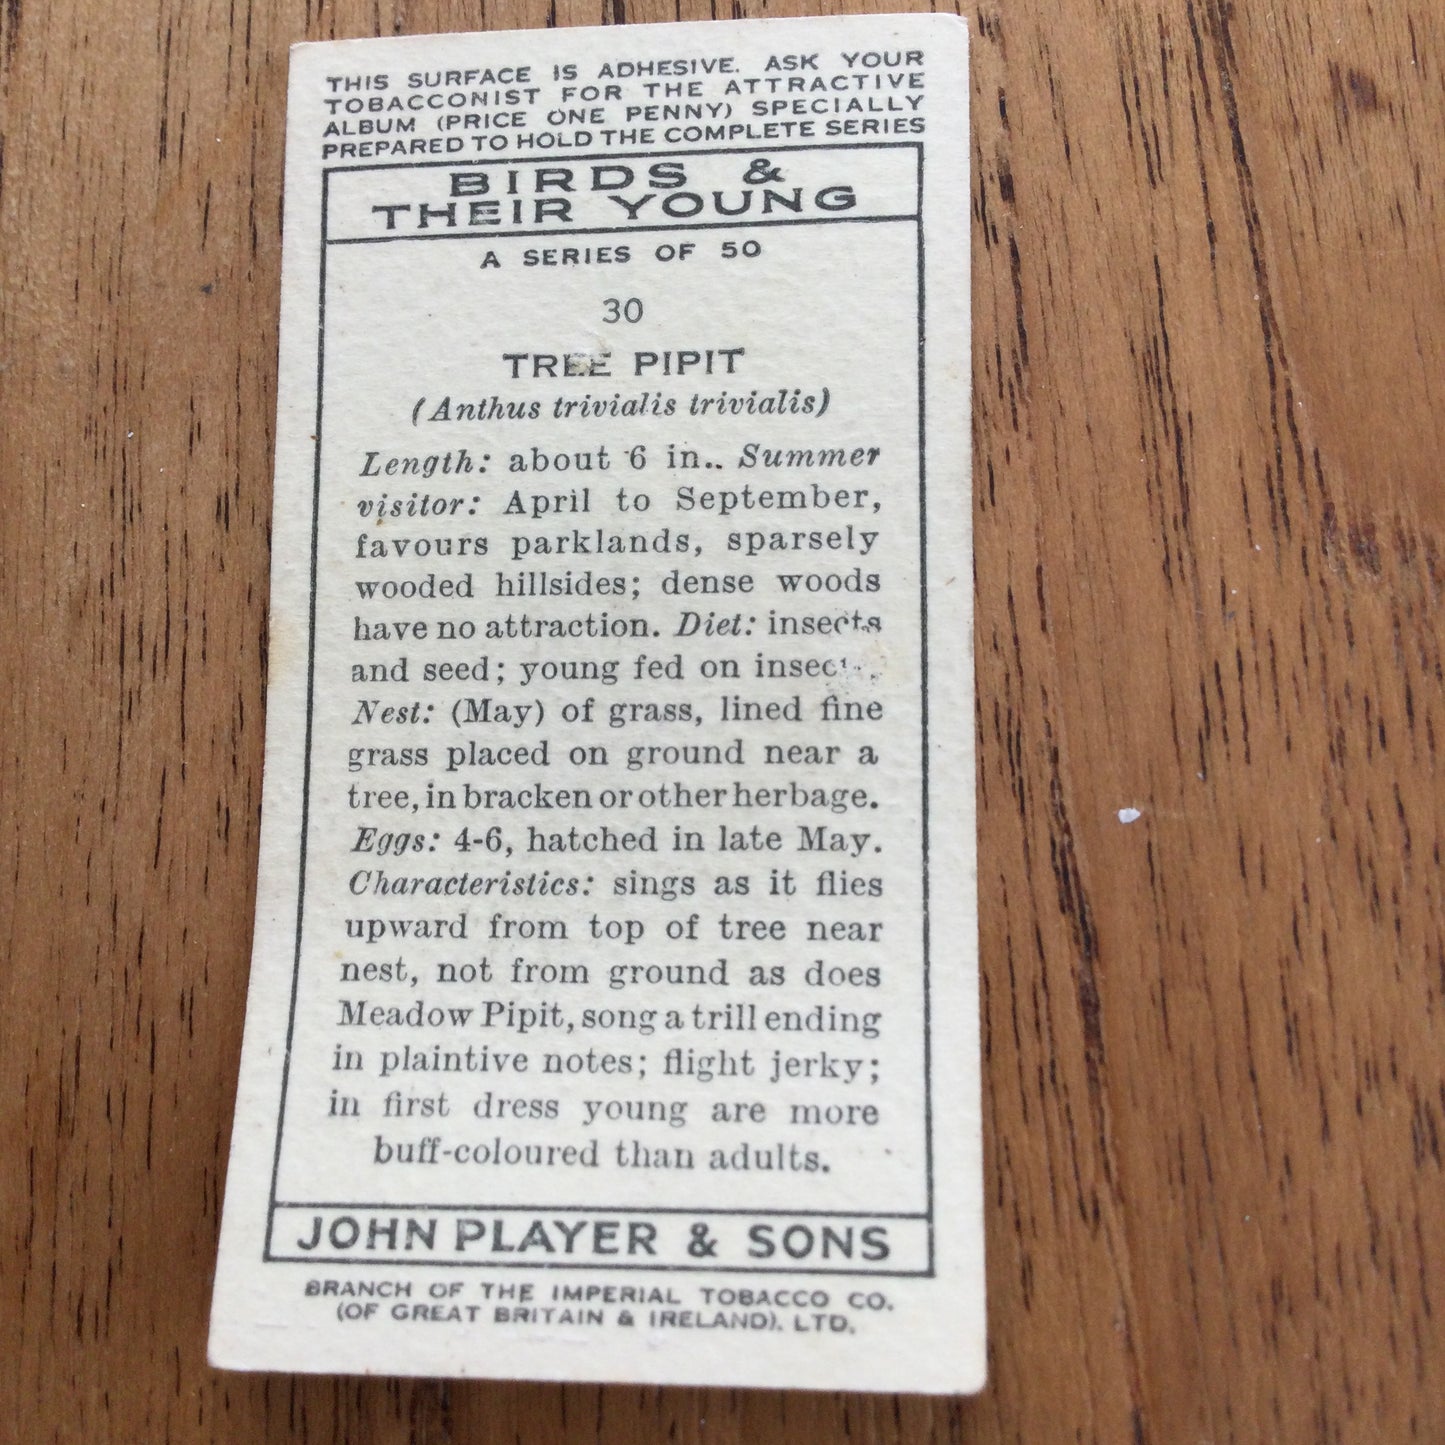 THIS SURFACE IS ADHESIVE. ASK YOUR
TOBACCONIST FOR THE ATTRACTIVE
ALBUM (PRICE ONE PENNY) SPECIALLY
PREPARED TO HOLD THE COMPLETE SERIES
BIRDS &
THEIR YOUNG
A SERIES OF 50
30
TREE PIPIT
(Anthus trivialis trivialis)
Length: about 6 in.. Summer
visitor: April to September,
favours parklands, sparsely
wooded hillsides; dense woods
have no attraction. Diet: insects
and seed; young fed on insects.
Nest: (May) of grass, lined fine
grass placed on ground near a
tree, in bracken or other herbage.
Eggs: 4-6, hatched in late May.
Characteristics: sings as it flies
upward from top of tree near
nest, not from ground as does
Meadow Pipit, song a trill ending
in plaintive notes; flight jerky;
in first dress young are more
buff-coloured than adults.
JOHN PLAYER & SONS
BRANCH OF THE IMPERIAL TOBACCO CO.
(OF GREAT BRITAIN & IRELAND), LTD.